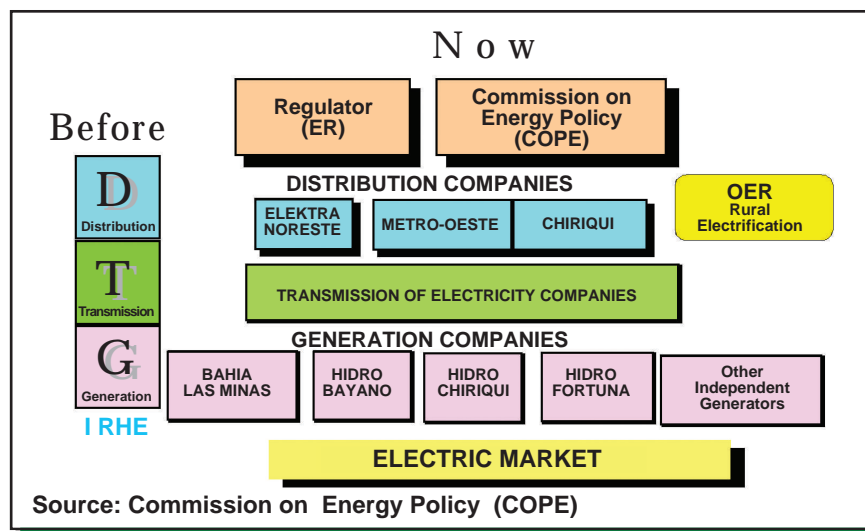 Now
Before
Regulator
(ER)
Commission on
Energy Policy
(COPE)
D
Distribution
T
Transmission
G
Generation
I RHE
DISTRIBUTION COMPANIES
ELEKTRA
NORESTE
METRO-OESTE
CHIRIQUI
OER
Rural
Electrification
TRANSMISSION OF ELECTRICITY COMPANIES
GENERATION COMPANIES
BAHIA
LAS MINAS
HIDRO
BAYANO
HIDRO
CHIRIQUI
HIDRO
FORTUNA
Other
Independent
Generators
ELECTRIC MARKET
Source: Commission on Energy Policy (COPE)